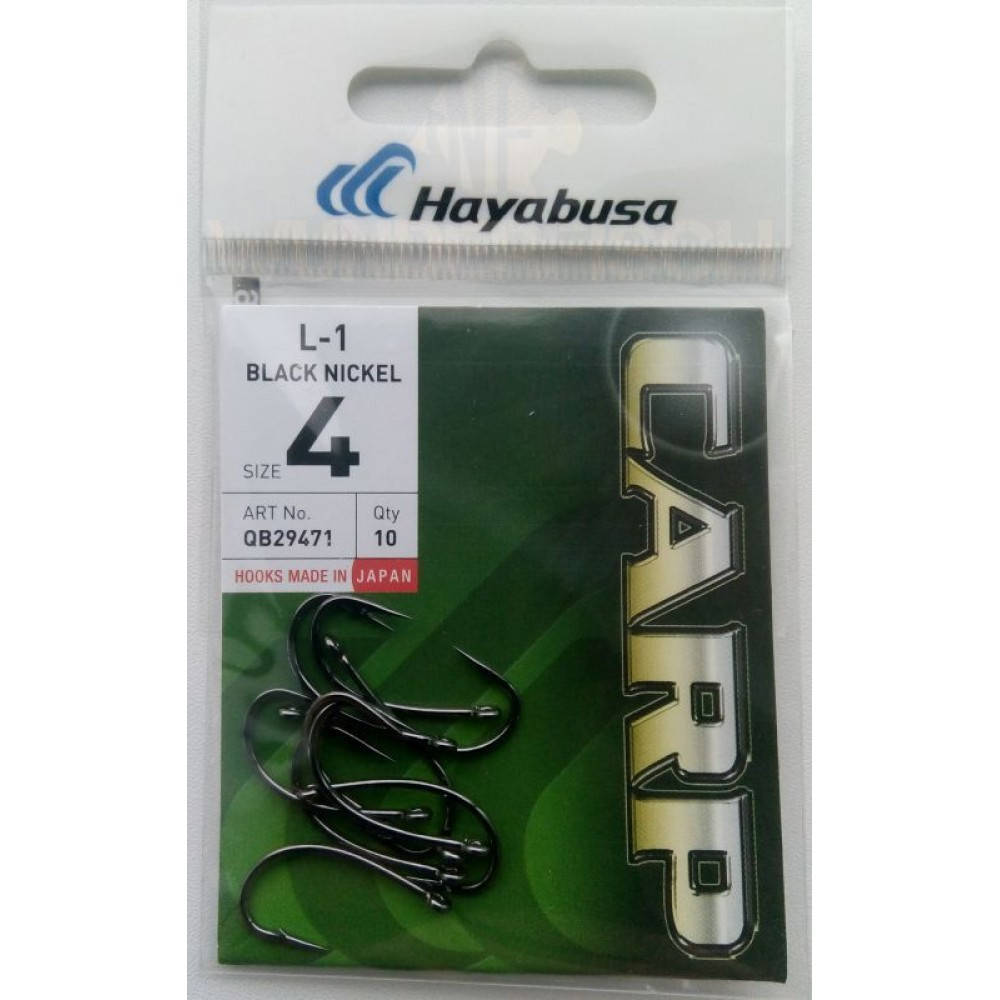 Hayabusa
L-1
BLACK NICKEL
SIZE 4
ART No. Qty
QB29471 10
HOOKS MADE IN JAPAN
CARP